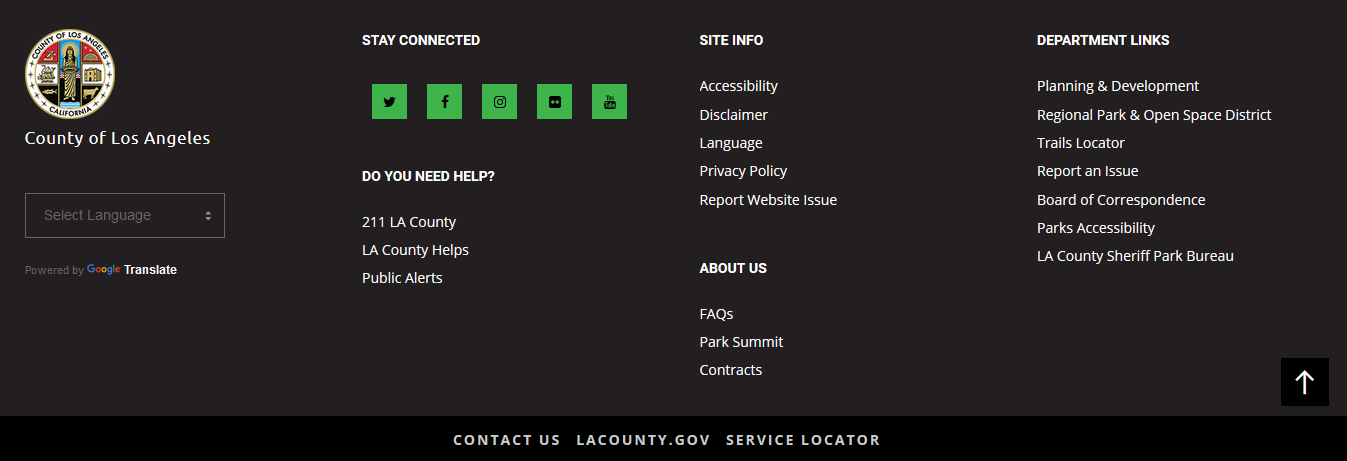 COUNTY OF LOS ANGELES
CALIFORNIA
County of Los Angeles
Select Language
Powered by Google Translate
STAY CONNECTED
You Tube
DO YOU NEED HELP?
211 LA County
LA County Helps
Public Alerts
SITE INFO
Accessibility
Disclaimer
Language
Privacy Policy
Report Website Issue
ABOUT US
FAQs
Park Summit
Contracts
DEPARTMENT LINKS
Planning & Development
Regional Park & Open Space District
Trails Locator
Report an Issue
Board of Correspondence
Parks Accessibility
LA County Sheriff Park Bureau
CONTACT US LACOUNTY.GOV SERVICE LOCATOR